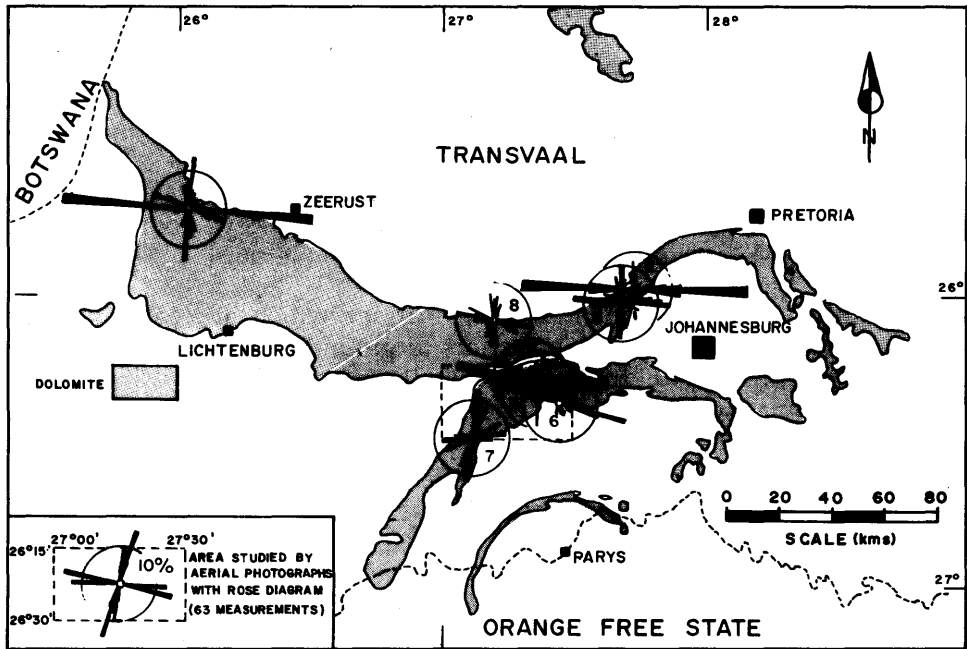 26°
27°
28°
BOTSWANA
TRANSVAAL
N
ZEERUST
PRETORIA
26°
8
LICHTENBURG
JOHANNESBURG
DOLOMITE
6
7
0 20 40 60 80
SCALE (kms)
PARYS
27°
27°00' 27°30'
26°15'
26°30'
10%
AREA STUDIED BY
AERIAL PHOTOGRAPHS
WITH ROSE DIAGRAM
(63 MEASUREMENTS)
ORANGE FREE STATE